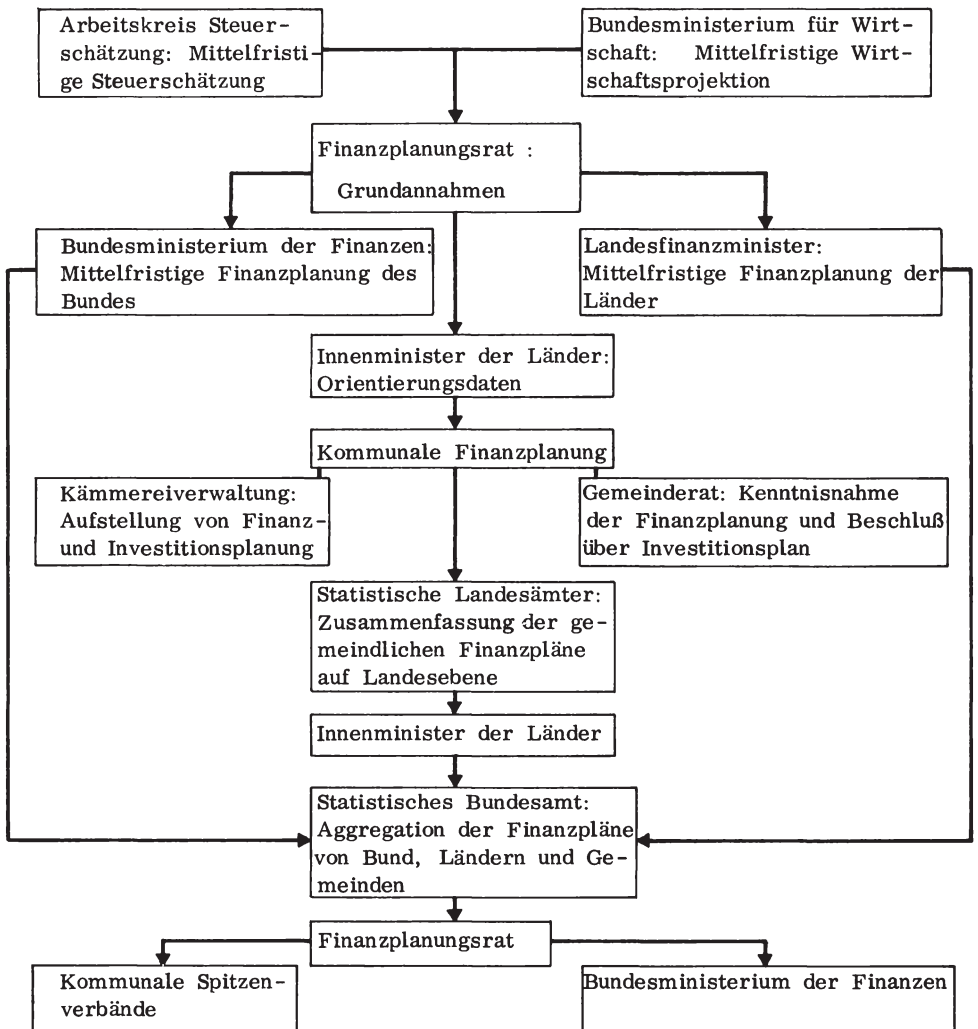 Arbeitskreis Steuer-
schätzung: Mittelfristi-
ge Steuerschätzung
Bundesministerium für Wirt-
schaft: Mittelfristige Wirt-
schaftsprojektion
Finanzplanungsrat :
Grundannahmen
Bundesministerium der Finanzen:
Mittelfristige Finanzplanung des
Bundes
Landesfinanzminister:
Mittelfristige Finanzplanung der
Länder
Innenminister der Länder:
Orientierungsdaten
Kommunale Finanzplanung
Kämmereiverwaltung:
Aufstellung von Finanz-
und Investitionsplanung
Gemeinderat: Kenntnisnahme
der Finanzplanung und Beschluß
über Investitionsplan
Statistische Landesämter:
Zusammenfassung der ge-
meindlichen Finanzpläne
auf Landesebene
Innenminister der Länder
Statistisches Bundesamt:
Aggregation der Finanzpläne
von Bund, Ländern und Ge-
meinden
Finanzplanungsrat
Kommunale Spitzen-
verbände
Bundesministerium der Finanzen